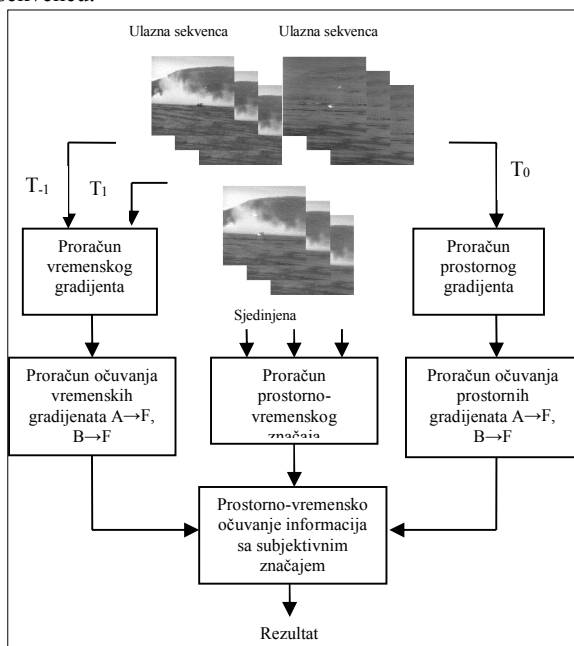 Ulazna sekvenca Ulazna sekvenca
T-1
T1
T0
Proračun
vremenskog
gradijenta
Proračun
prostornog
gradijenta
Sjedinjena
Proračun očuvanja
vremenskih
gradijenata A→F,
B→F
Proračun
prostorno-
vremenskog
značaja
Proračun očuvanja
prostornih
gradijenata A→F,
B→F
Prostorno-vremensko
očuvanje informacija
sa subjektivnim
značajem
Rezultat